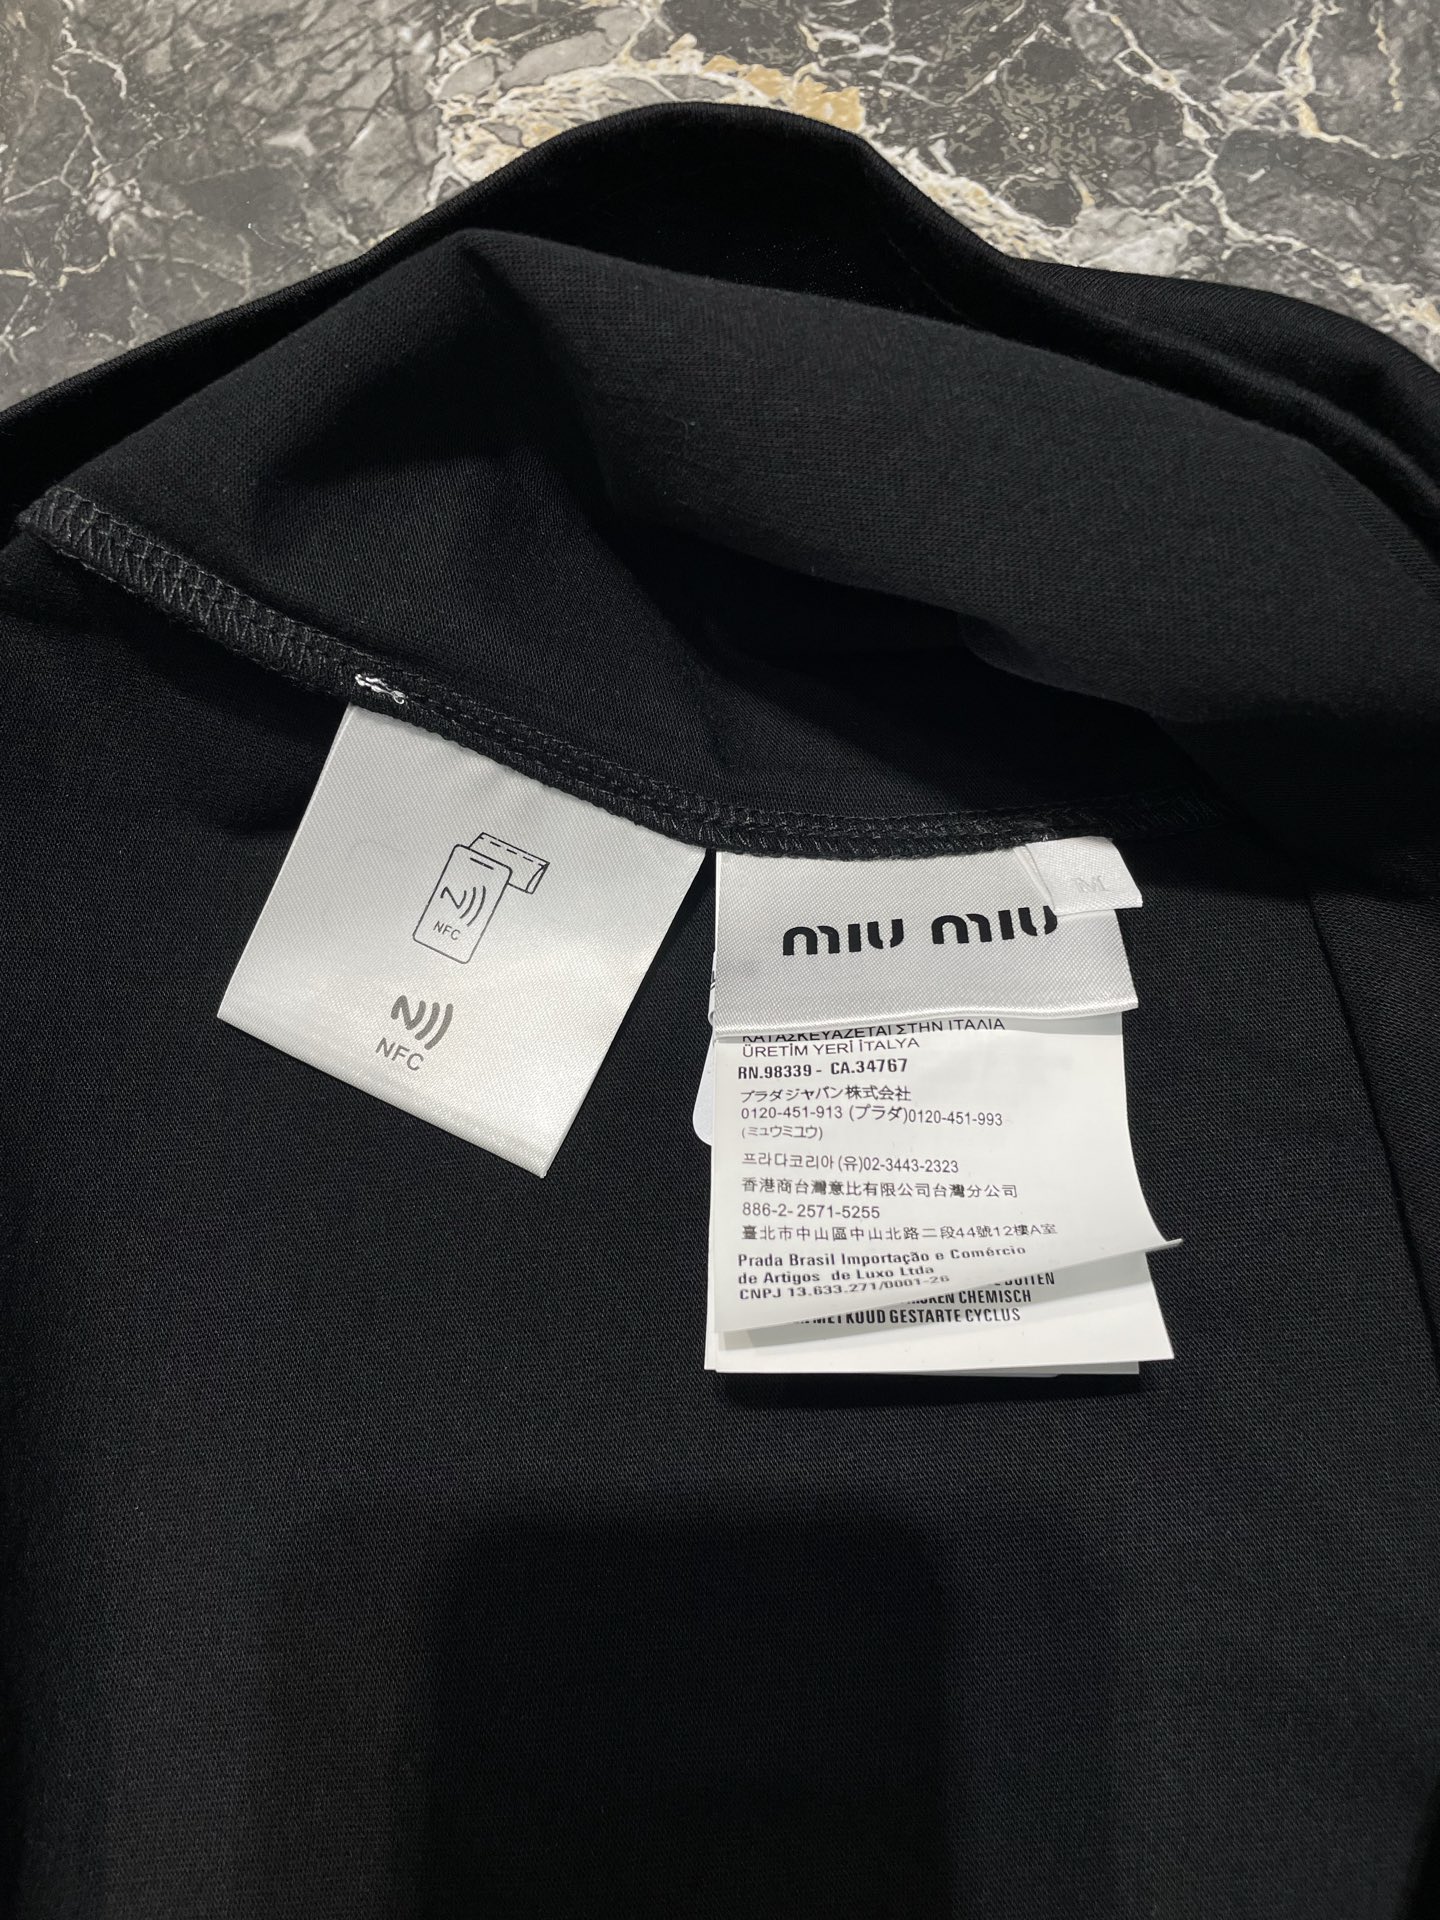 NFC
NFC
M
miu miu
ΚΑΤΑΣΚΕΥΑΖΕΤΑΙ ΣΤΗΝ ΙΤΑΛΙΑ
ÜRETİM YERİ İTALYA
RN.98339 - CA.34767
プラダジャパン株式会社
0120-451-913 (プラダ)0120-451-993
(ミュウミュウ)
프라다코리아(유)02-3443-2323
香港商台灣意比有限公司台灣分公司
886-2-2571-5255
臺北市中山區中山北路二段44號12樓A室
Prada Brasil Importação e Comércio
de Artigos de Luxo Ltda
CNPJ 13.633.271/0001-26
CHEMISCH
KOUD GESTARTE CYCLUS